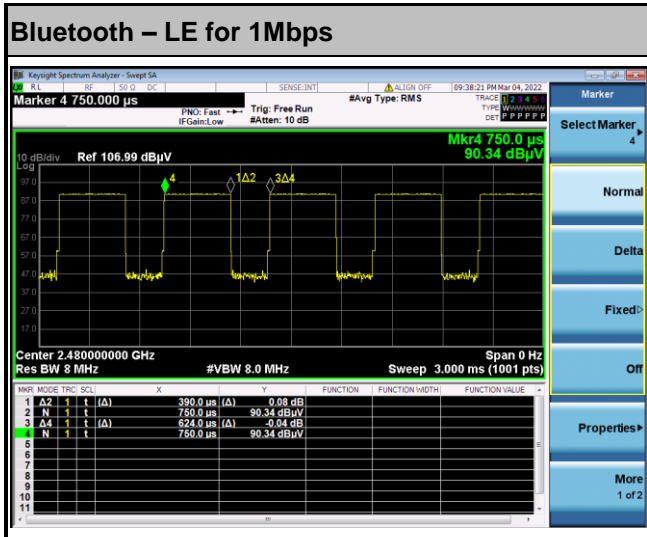 Bluetooth – LE for 1Mbps
Keysight Spectrum Analyzer - Swept SA
RL RF 50 Ω DC SENSE:INT ALIGN OFF 09:38:21 PM Mar 04, 2022
Marker 4 750.000 µs
PNO: Fast Trig: Free Run
IFGain:Low #Atten: 10 dB
#Avg Type: RMS
TRACE 1 2 3 4 5 6
TYPE WWWWWW
DET P P P P P P
Mkr4 750.0 µs
90.34 dBµV
10 dB/div Ref 106.99 dBµV
Log
97.0
87.0
77.0
67.0
57.0
47.0
37.0
27.0
17.0
4
1Δ2
3Δ4
Center 2.480000000 GHz Span 0 Hz
Res BW 8 MHz #VBW 8.0 MHz Sweep 3.000 ms (1001 pts)
MKR MODE TRC SCL X Y FUNCTION FUNCTION WIDTH FUNCTION VALUE
1 Δ2 1 t (Δ) 390.0 µs (Δ) 0.08 dB
2 N 1 t 750.0 µs 90.34 dBµV
3 Δ4 1 t (Δ) 624.0 µs (Δ) -0.04 dB
4 N 1 t 750.0 µs 90.34 dBµV
5
6
7
8
9
10
11
Marker
Select Marker
4
Normal
Delta
Fixed
Off
Properties
More
1 of 2